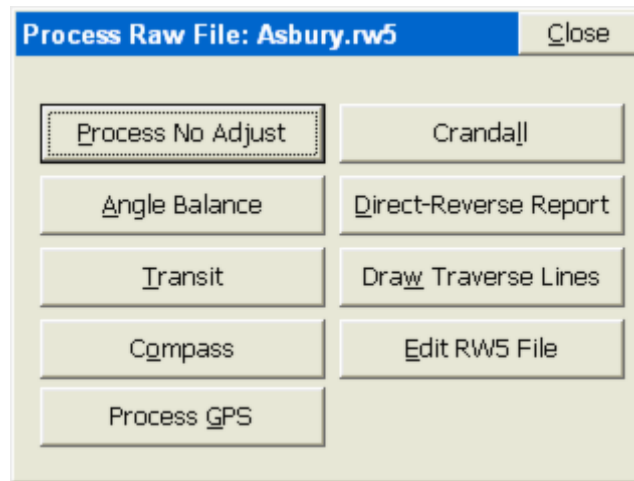 Process Raw File: Asbury.rw5 Close
Process No Adjust Crandall
Angle Balance Direct-Reverse Report
Transit Draw Traverse Lines
Compass Edit RW5 File
Process GPS